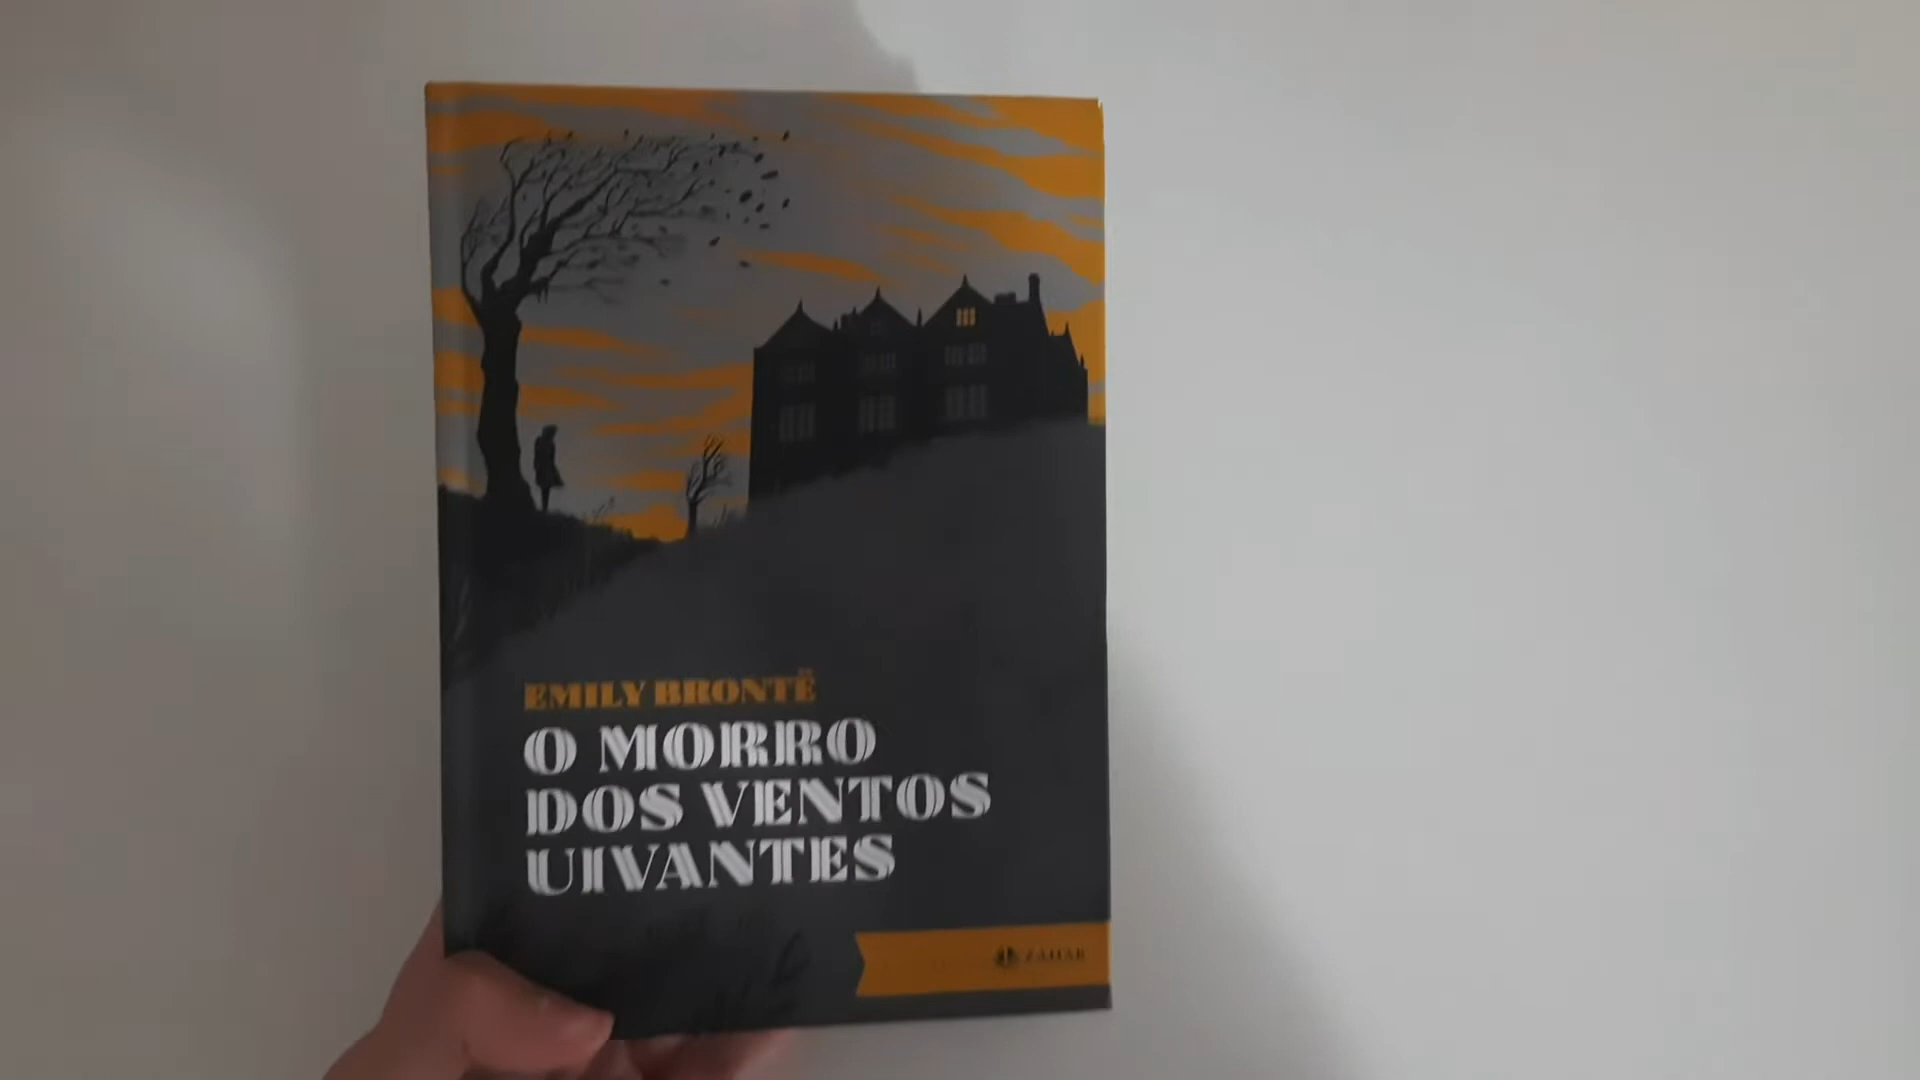 EMILY BRONTË
O MORRO
DOS VENTOS
UIVANTES
ZAHAR